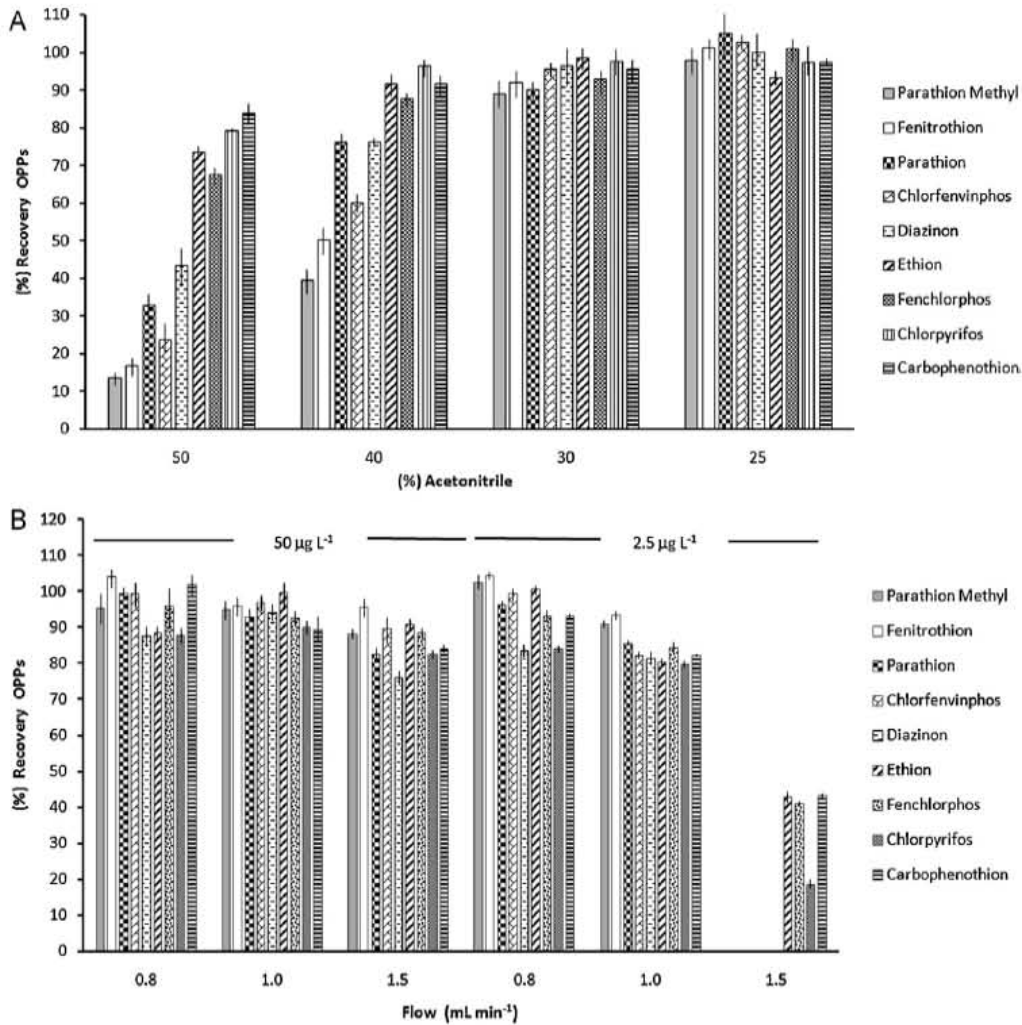 A
110
100
90
80
70
60
50
40
30
20
10
0
(%) Recovery OPPs
50
40
30
25
(%) Acetonitrile
Parathion Methyl
Fenitrothion
Parathion
Chlorfenvinphos
Diazinon
Ethion
Fenchlorphos
Chlorpyrifos
Carbophenothion
B
120
110
100
90
80
70
60
50
40
30
20
10
0
(%) Recovery OPPs
50 µg L⁻¹
2.5 µg L⁻¹
0.8
1.0
1.5
0.8
1.0
1.5
Flow (mL min⁻¹)
Parathion Methyl
Fenitrothion
Parathion
Chlorfenvinphos
Diazinon
Ethion
Fenchlorphos
Chlorpyrifos
Carbophenothion